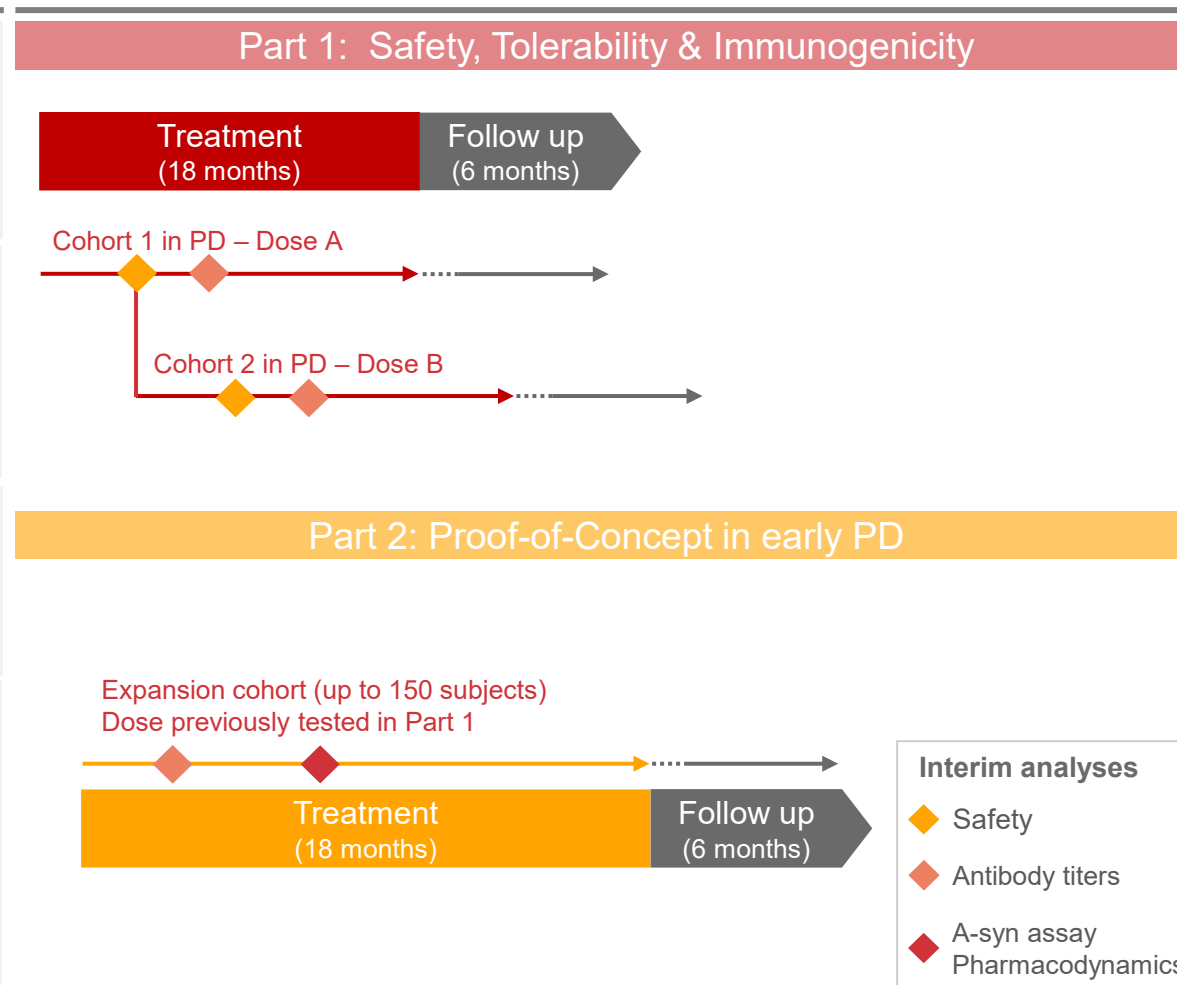 Part 1:  Safety, Tolerability & Immunogenicity
Treatment
(18 months)
Follow up
(6 months)
Cohort 1 in PD – Dose A
Cohort 2 in PD – Dose B
Part 2: Proof-of-Concept in early PD
Expansion cohort (up to 150 subjects)
Dose previously tested in Part 1
Treatment
(18 months)
Follow up
(6 months)
Interim analyses
Safety
Antibody titers
A-syn assay
Pharmacodynamics